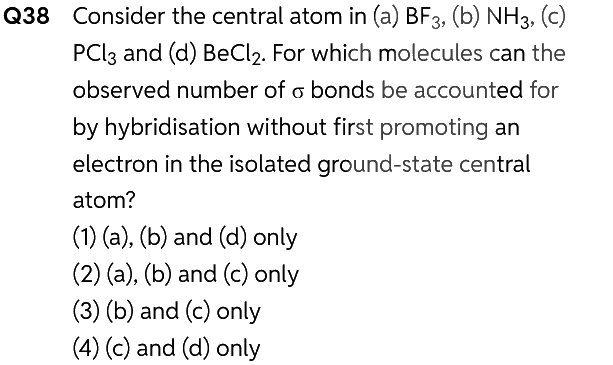 Q38 Consider the central atom in (a) BF₃, (b) NH₃, (c)
PCl₃ and (d) BeCl₂. For which molecules can the
observed number of σ bonds be accounted for
by hybridisation without first promoting an
electron in the isolated ground-state central
atom?
(1) (a), (b) and (d) only
(2) (a), (b) and (c) only
(3) (b) and (c) only
(4) (c) and (d) only